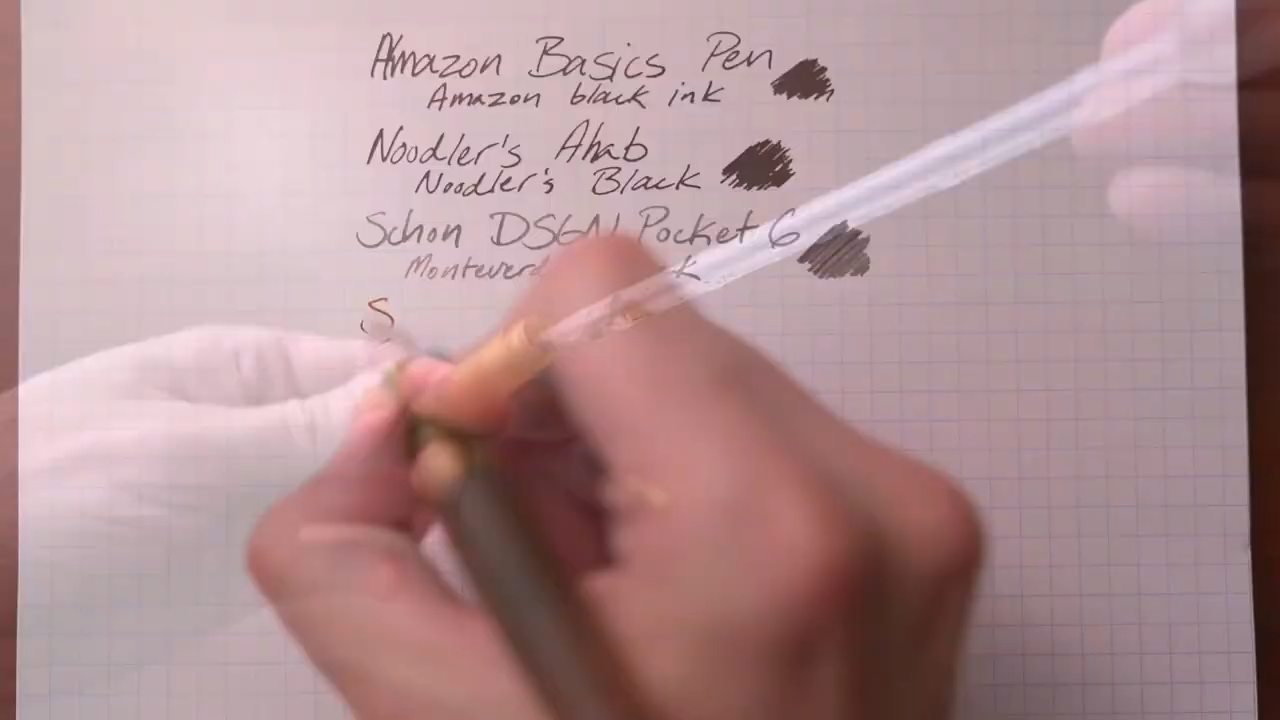 Amazon Basics Pen
Amazon black ink
Noodler's Ahab
Noodler's Black
Schon DSGN Pocket 6
S